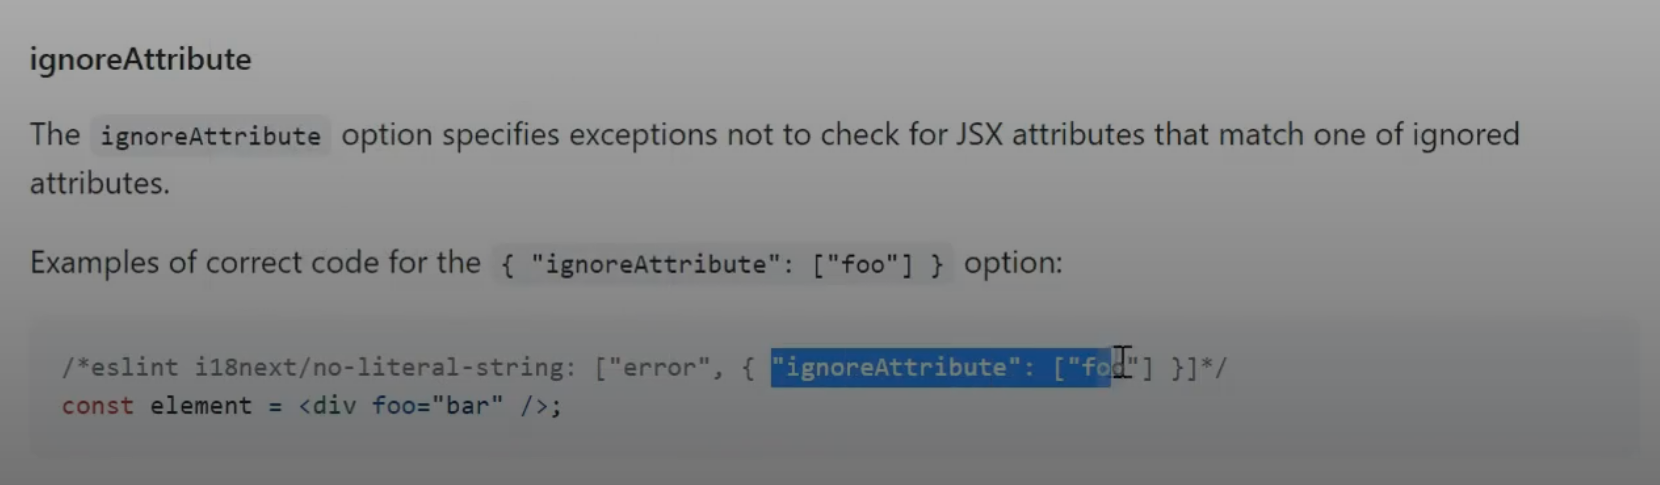 ignoreAttribute
The ignoreAttribute option specifies exceptions not to check for JSX attributes that match one of ignored
attributes.
Examples of correct code for the { "ignoreAttribute": ["foo"] } option:
/*eslint i18next/no-literal-string: ["error", { "ignoreAttribute": ["foo"] }]*/
const element = <div foo="bar" />;